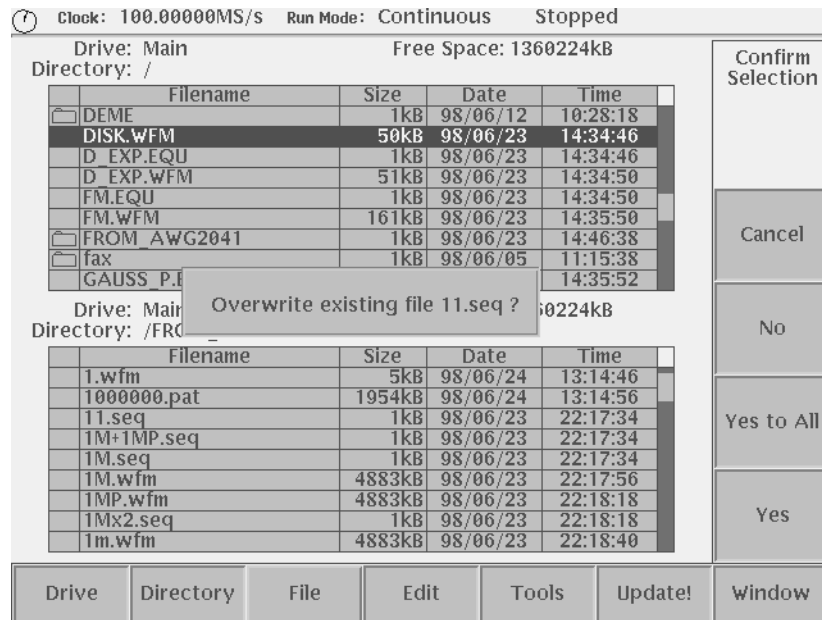 Clock: 100.00000MS/s Run Mode: Continuous Stopped
Drive: Main Free Space: 1360224kB
Directory: /
Filename Size Date Time
DEME 1kB 98/06/12 10:28:18
DISK.WFM 50kB 98/06/23 14:34:46
D_EXP.EQU 1kB 98/06/23 14:34:46
D_EXP.WFM 51kB 98/06/23 14:34:50
FM.EQU 1kB 98/06/23 14:34:50
FM.WFM 161kB 98/06/23 14:35:50
FROM_AWG2041 1kB 98/06/23 14:46:38
fax 1kB 98/06/05 11:15:38
GAUSS_P.E 14:35:52
Overwrite existing file 11.seq ?
Drive: Main 60224kB
Directory: /FRO
Filename Size Date Time
1.wfm 5kB 98/06/24 13:14:46
1000000.pat 1954kB 98/06/24 13:14:56
11.seq 1kB 98/06/23 22:17:34
1M+1MP.seq 1kB 98/06/23 22:17:34
1M.seq 1kB 98/06/23 22:17:34
1M.wfm 4883kB 98/06/23 22:17:56
1MP.wfm 4883kB 98/06/23 22:18:18
1Mx2.seq 1kB 98/06/23 22:18:18
1m.wfm 4883kB 98/06/23 22:18:40
Confirm
Selection
Cancel
No
Yes to All
Yes
Drive Directory File Edit Tools Update! Window